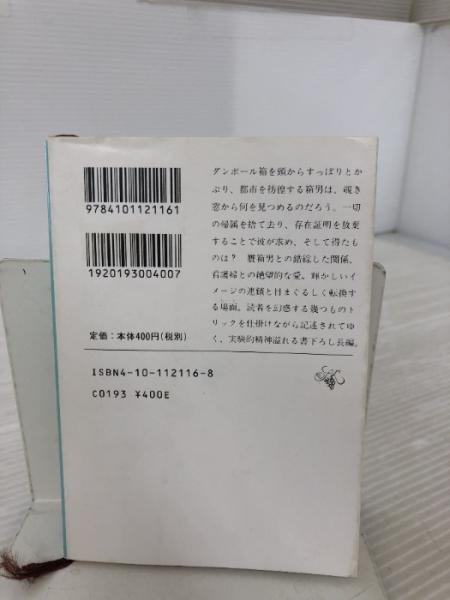 9784101121161
1920193004007
定価:本体400円(税別)
ISBN4-10-112116-8
C0193 ¥400E
ダンボール箱を頭からすっぽりとか
ぶり、都市を彷徨する箱男は、覗き
窓から何を見つめるのだろう。一切
の帰属を捨て去り、存在証明を放棄
することで彼が求め、そして得たも
のは? 贋箱男との錯綜した関係、
看護婦との絶望的な愛。輝かしいイ
メージの連鎖と目まぐるしく転換す
る場面。読者を幻惑する幾つものト
リックを仕掛けながら記述されてゆ
く、実験的精神溢れる書下ろし長編。